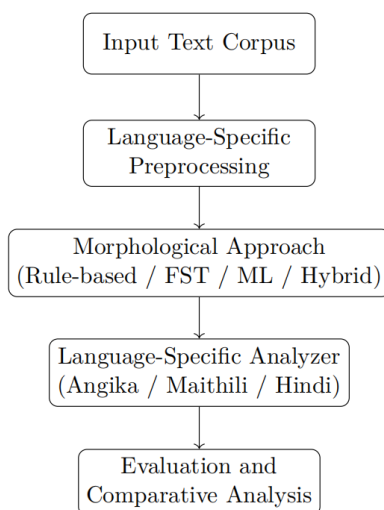 Input Text Corpus
Language-Specific
Preprocessing
Morphological Approach
(Rule-based / FST / ML / Hybrid)
Language-Specific Analyzer
(Angika / Maithili / Hindi)
Evaluation and
Comparative Analysis